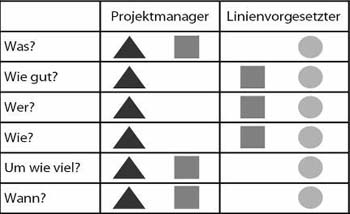 Projektmanager Linienvorgesetzter
Was?
Wie gut?
Wer?
Wie?
Um wie viel?
Wann?